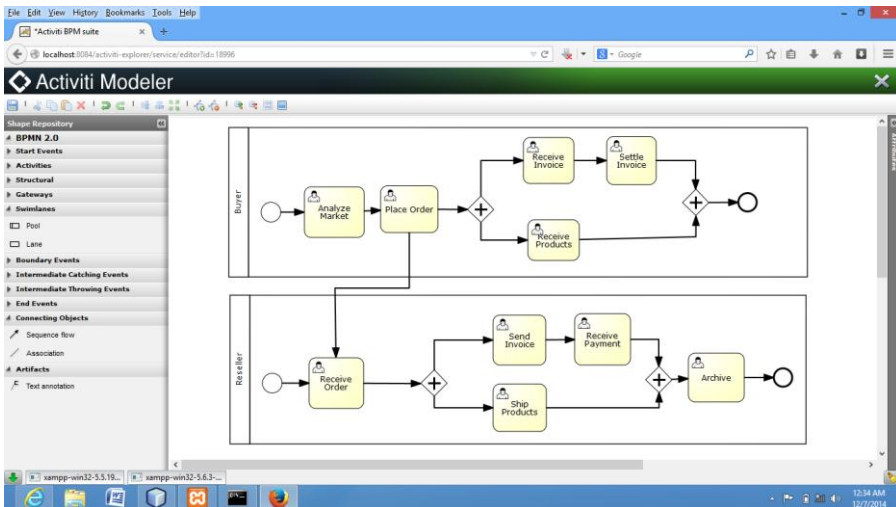 File Edit View History Bookmarks Tools Help
*Activiti BPM suite
localhost:8084/activiti-explorer/service/editor?id=18996
Google
Activiti Modeler
Shape Repository
BPMN 2.0
Start Events
Activities
Structural
Gateways
Swimlanes
Pool
Lane
Boundary Events
Intermediate Catching Events
Intermediate Throwing Events
End Events
Connecting Objects
Sequence flow
Association
Artifacts
Text annotation
Attributes
Buyer
Analyze
Market
Place Order
Receive
Invoice
Settle
Invoice
Receive
Products
Reseller
Receive
Order
Send
Invoice
Receive
Payment
Ship
Products
Archive
xampp-win32-5.5.19...
xampp-win32-5.6.3-...
12:34 AM
12/7/2014